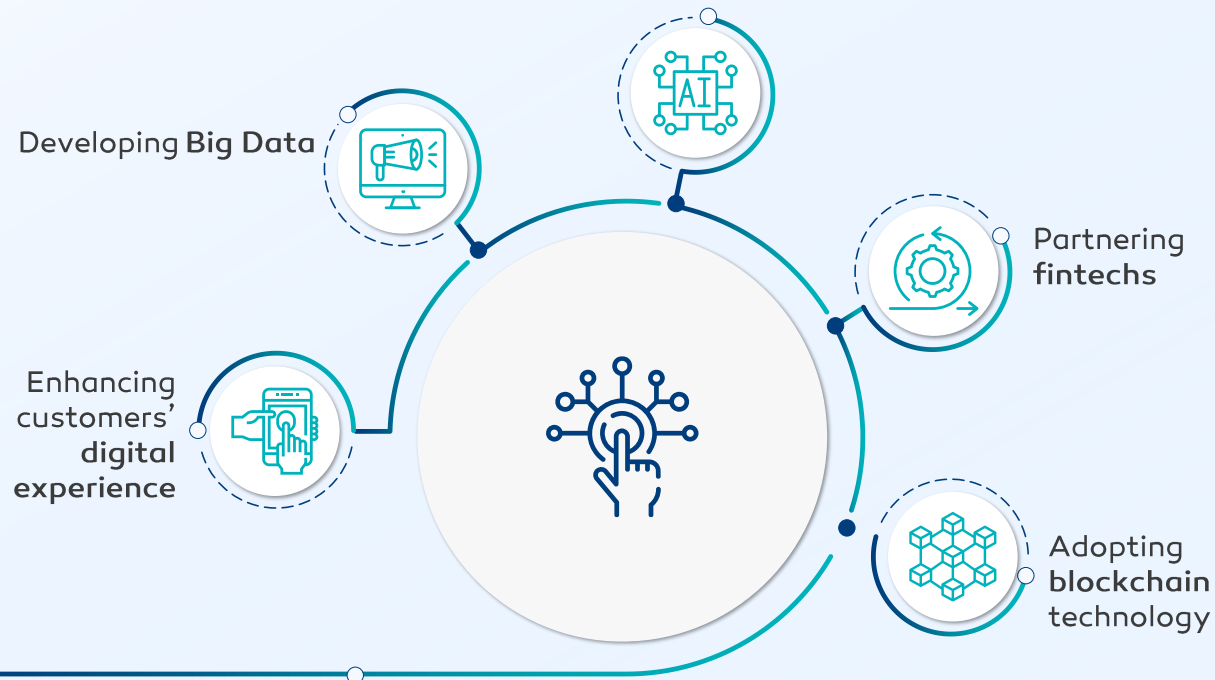 AI
Developing Big Data
Partnering
fintechs
Enhancing
customers’
digital
experience
Adopting
blockchain
technology